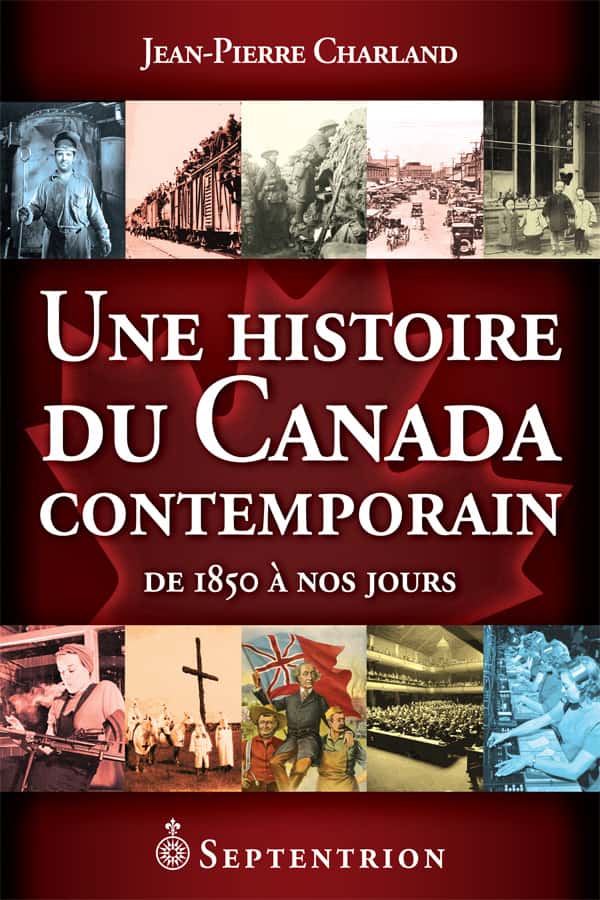 Jean-Pierre Charland
Une histoire
du Canada
contemporain
de 1850 à nos jours
Septentrion